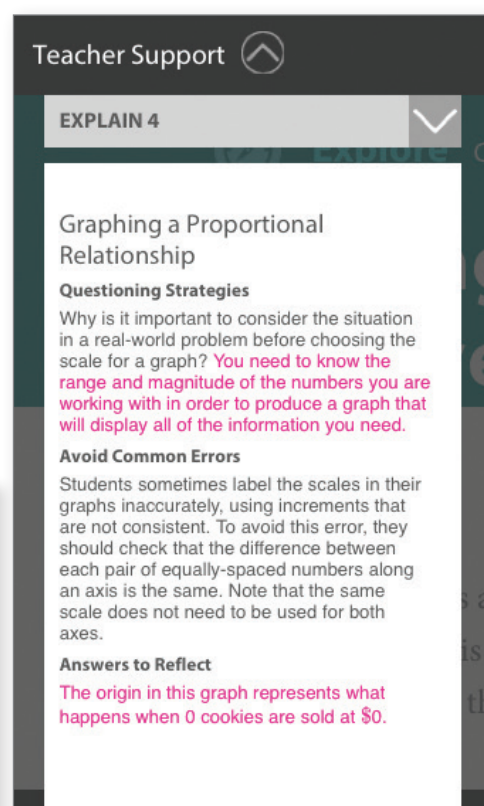 Teacher Support
EXPLAIN 4
Explore
Graphing a Proportional
Relationship
Questioning Strategies
Why is it important to consider the situation
in a real-world problem before choosing the
scale for a graph? You need to know the
range and magnitude of the numbers you are
working with in order to produce a graph that
will display all of the information you need.
Avoid Common Errors
Students sometimes label the scales in their
graphs inaccurately, using increments that
are not consistent. To avoid this error, they
should check that the difference between
each pair of equally-spaced numbers along
an axis is the same. Note that the same
scale does not need to be used for both
axes.
Answers to Reflect
The origin in this graph represents what
happens when 0 cookies are sold at $0.